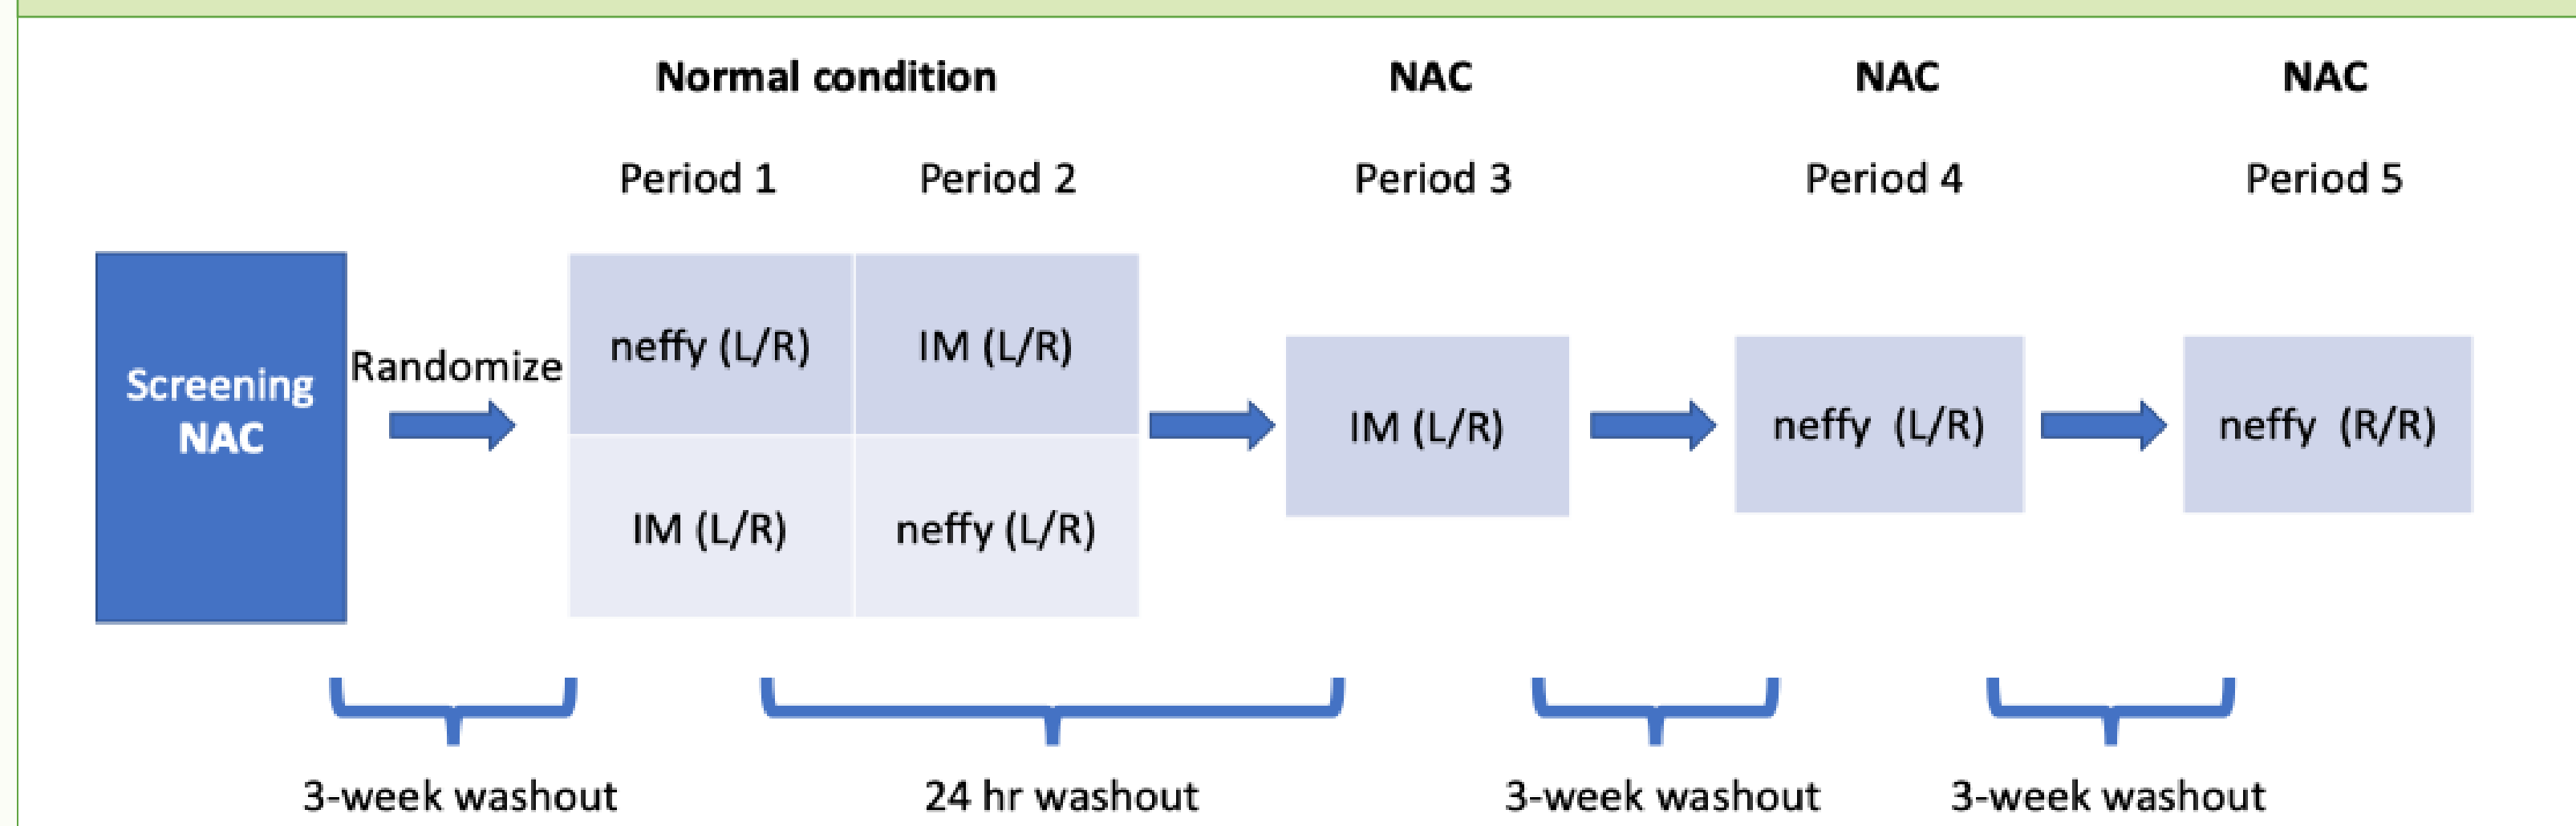 Normal condition NAC NAC NAC
Period 1 Period 2 Period 3 Period 4 Period 5
Screening
NAC
Randomize
neffy (L/R) IM (L/R)
IM (L/R) neffy (L/R)
IM (L/R)
neffy (L/R)
neffy (R/R)
3-week washout 24 hr washout 3-week washout 3-week washout